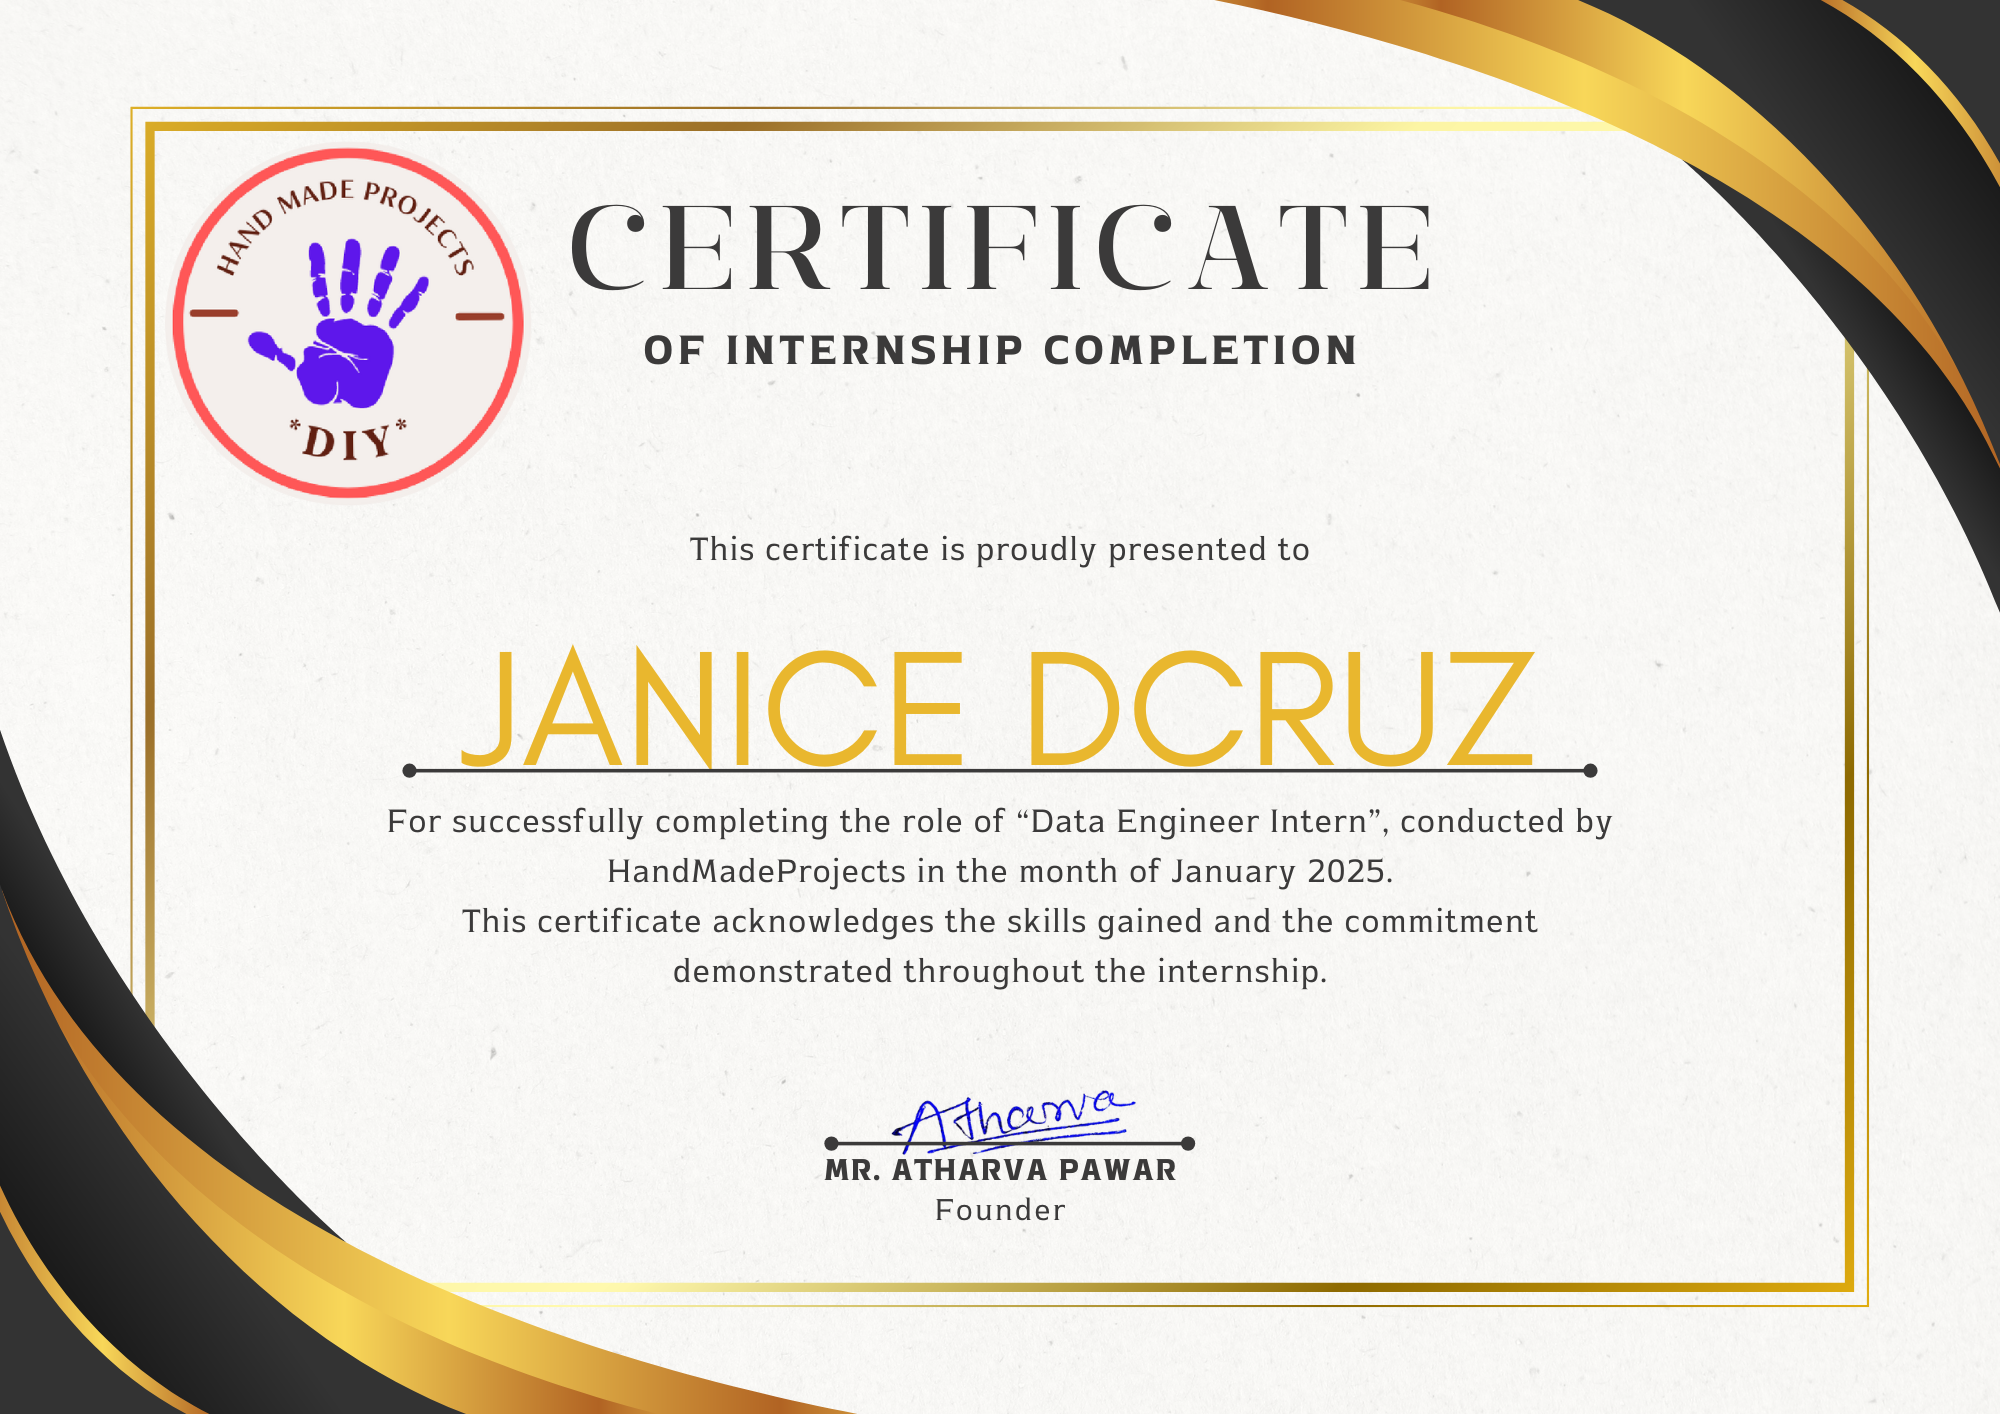 HAND MADE PROJECTS
*DIY*
CERTIFICATE
OF INTERNSHIP COMPLETION
This certificate is proudly presented to
JANICE DCRUZ
For successfully completing the role of “Data Engineer Intern”, conducted by
HandMadeProjects in the month of January 2025.
This certificate acknowledges the skills gained and the commitment
demonstrated throughout the internship.
Atharva
MR. ATHARVA PAWAR
Founder